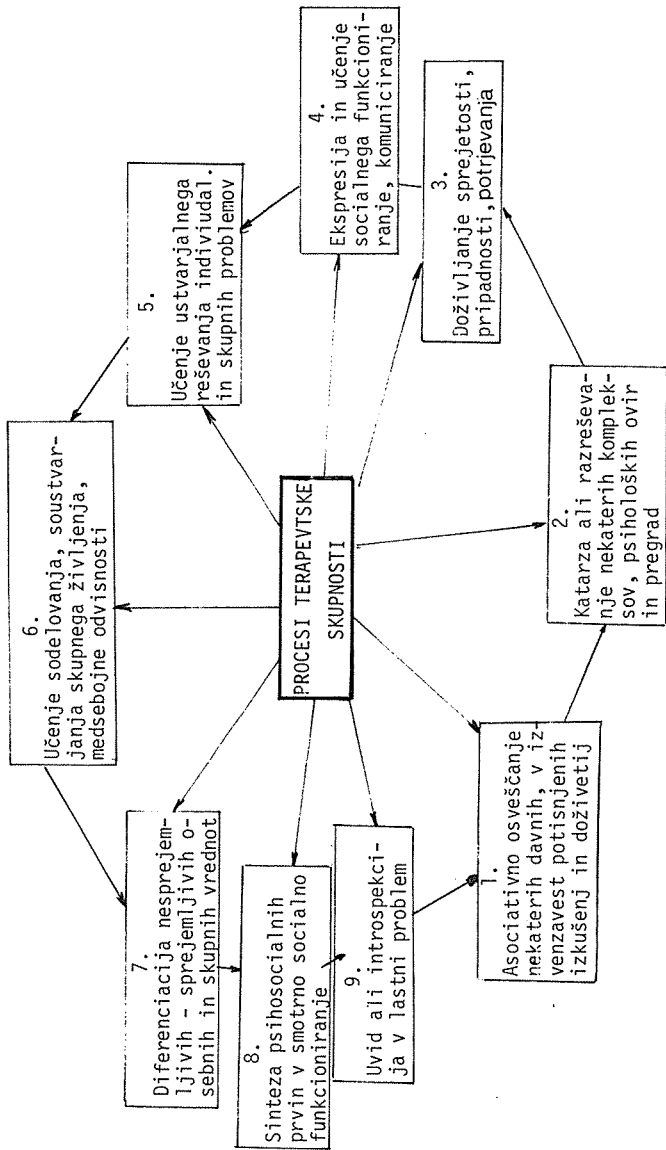 PROCESI TERAPEVTSKE
SKUPNOSTI
1.
Asociativno osveščanje
nekaterih davnih, v iz-
venzavest potisnjenih
izkušenj in doživetij
2.
Katarza ali razreševa-
nje nekaterih komplek-
sov, psiholoških ovir
in pregrad
3.
Doživljanje sprejetosti,
pripadnosti, potrjevanja
4.
Ekspresija in učenje
socialnega funkcioni-
ranje, komuniciranje
5.
Učenje ustvarjalnega
reševanja indiviudal.
in skupnih problemov
6.
Učenje sodelovanja, soustvar-
janja skupnega življenja,
medsebojne odvisnosti
7.
Diferenciacija nesprejem-
ljivih - sprejemljivih o-
sebnih in skupnih vrednot
8.
Sinteza psihosocialnih
prvin v smotrno socialno
funkcioniranje
9.
Uvid ali introspekci-
ja v lastni problem